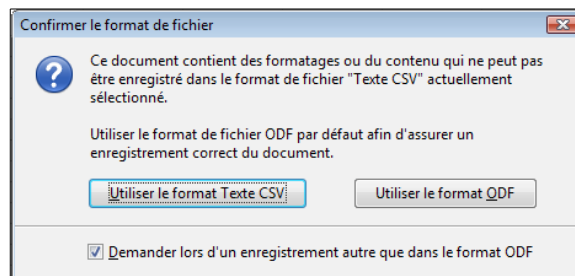 Confirmer le format de fichier
Ce document contient des formatages ou du contenu qui ne peut pas
être enregistré dans le format de fichier "Texte CSV" actuellement
sélectionné.
Utiliser le format de fichier ODF par défaut afin d'assurer un
enregistrement correct du document.
Utiliser le format Texte CSV
Utiliser le format ODF
Demander lors d'un enregistrement autre que dans le format ODF